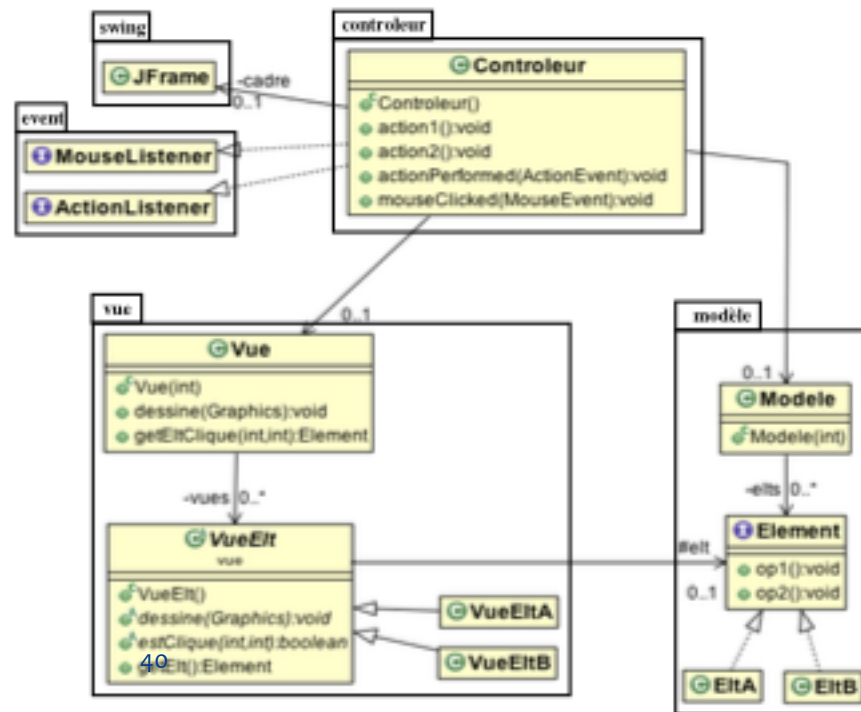 swing
JFrame
-cadre
0..1
event
MouseListener
ActionListener
controleur
Controleur
Controleur()
action1():void
action2():void
actionPerformed(ActionEvent):void
mouseClicked(MouseEvent):void
vue
0..1
Vue
Vue(int)
dessine(Graphics):void
getEltClique(int,int):Element
-vues 0..*
VueElt
vue
VueElt()
dessine(Graphics):void
estClique(int,int):boolean
getElt():Element
40
VueEltA
VueEltB
modèle
0..1
Modele
Modele(int)
-elts 0..*
Element
#elt
op1():void
0..1
op2():void
EltA
EltB